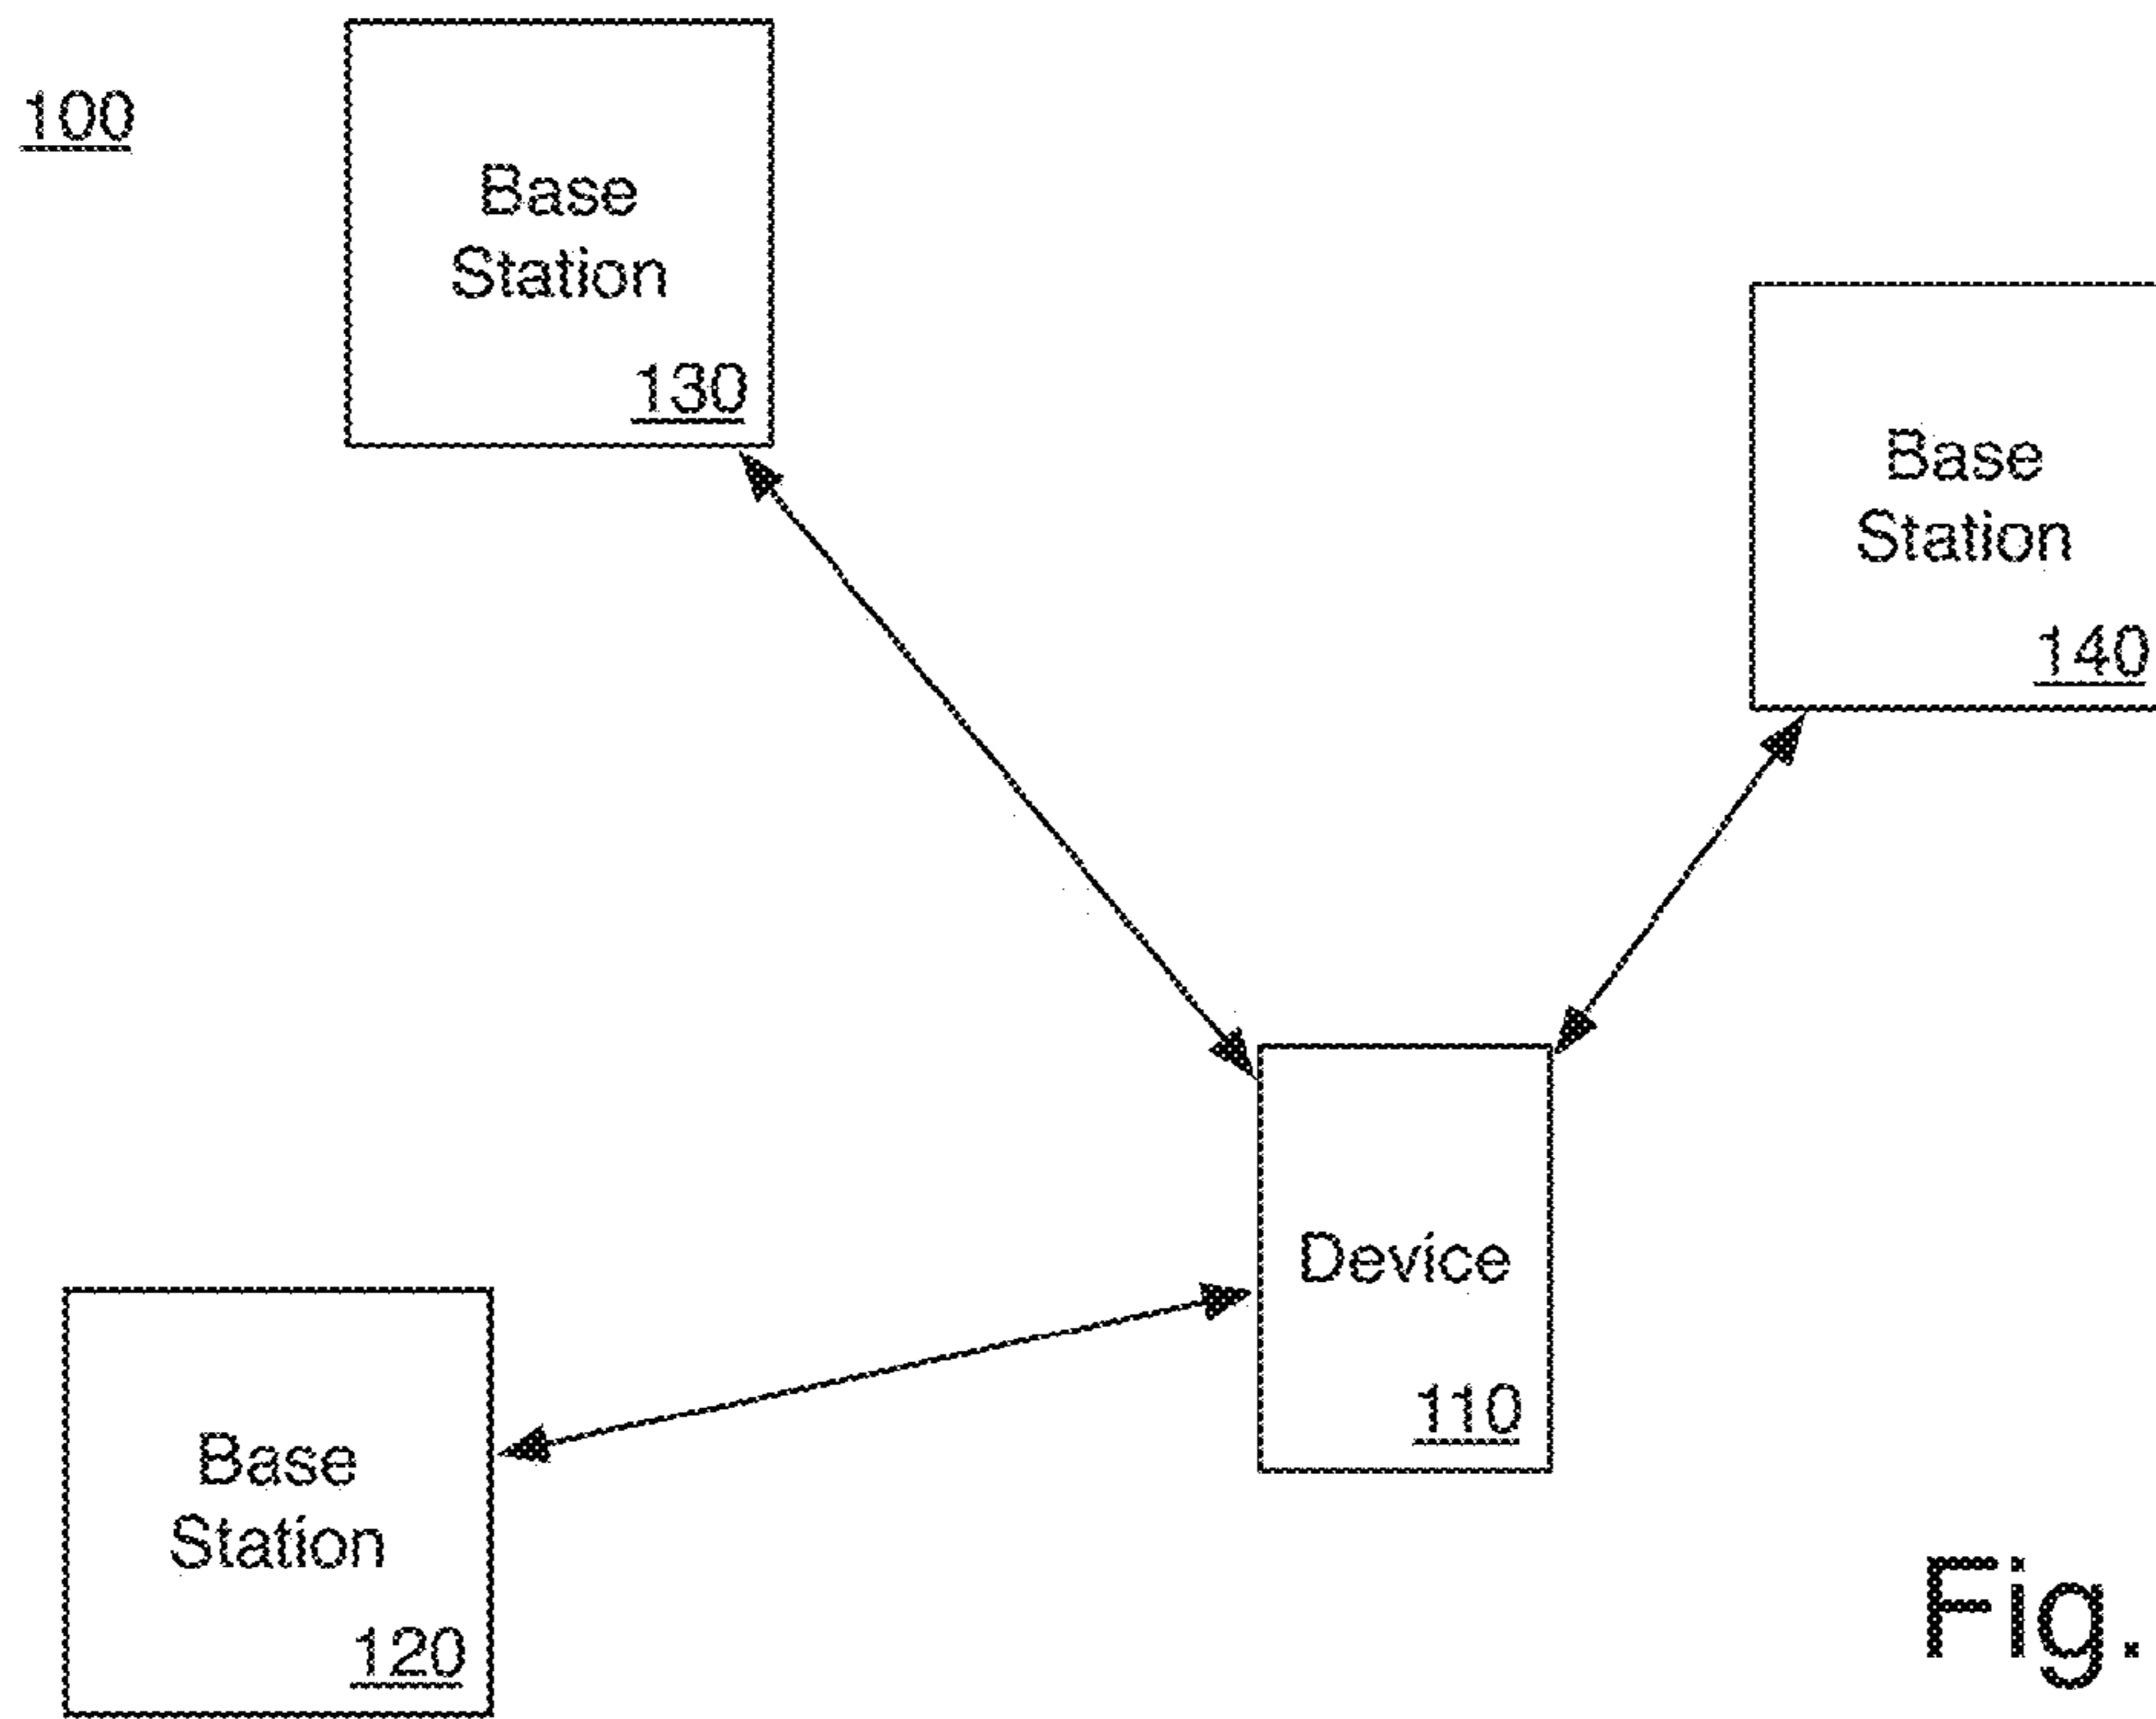 100
Base
Station
130
Base
Station
140
Device
110
Base
Station
120
Fig.